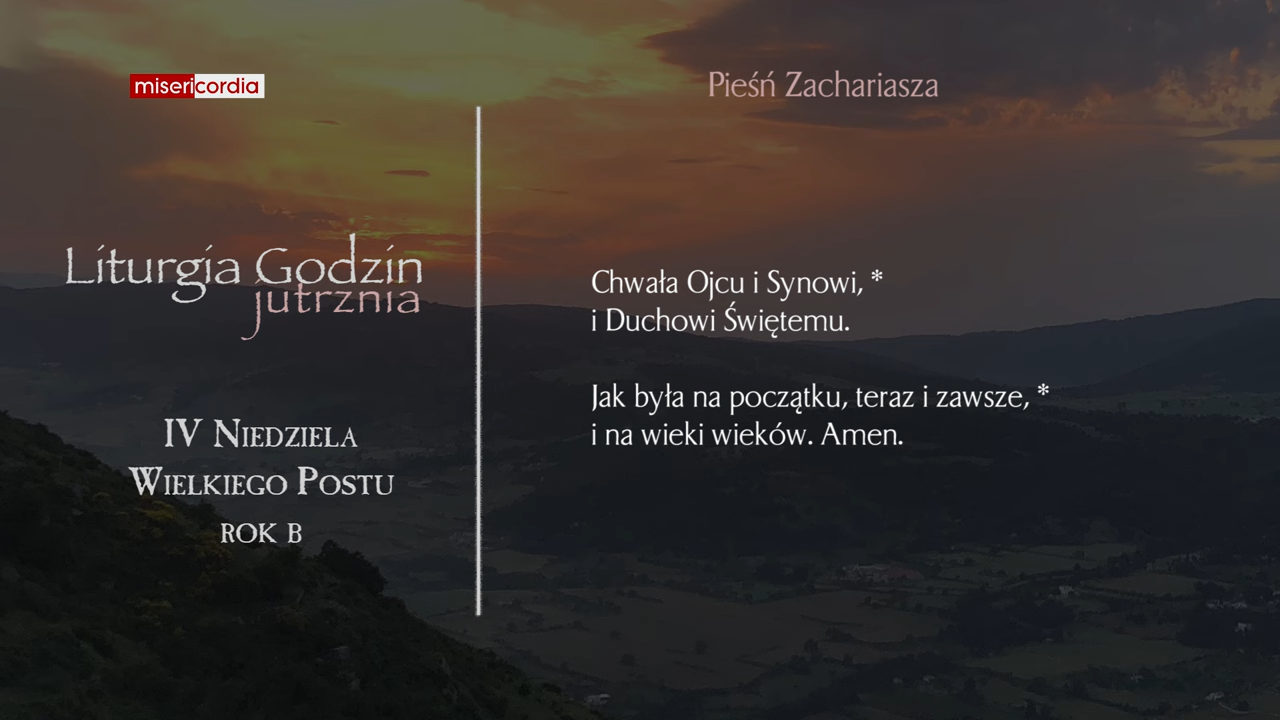 misericordia
Pieśń Zachariasza
Liturgia Godzin
jutrznia
IV Niedziela
Wielkiego Postu
rok b
Chwała Ojcu i Synowi, *
i Duchowi Świętemu.
Jak była na początku, teraz i zawsze, *
i na wieki wieków. Amen.